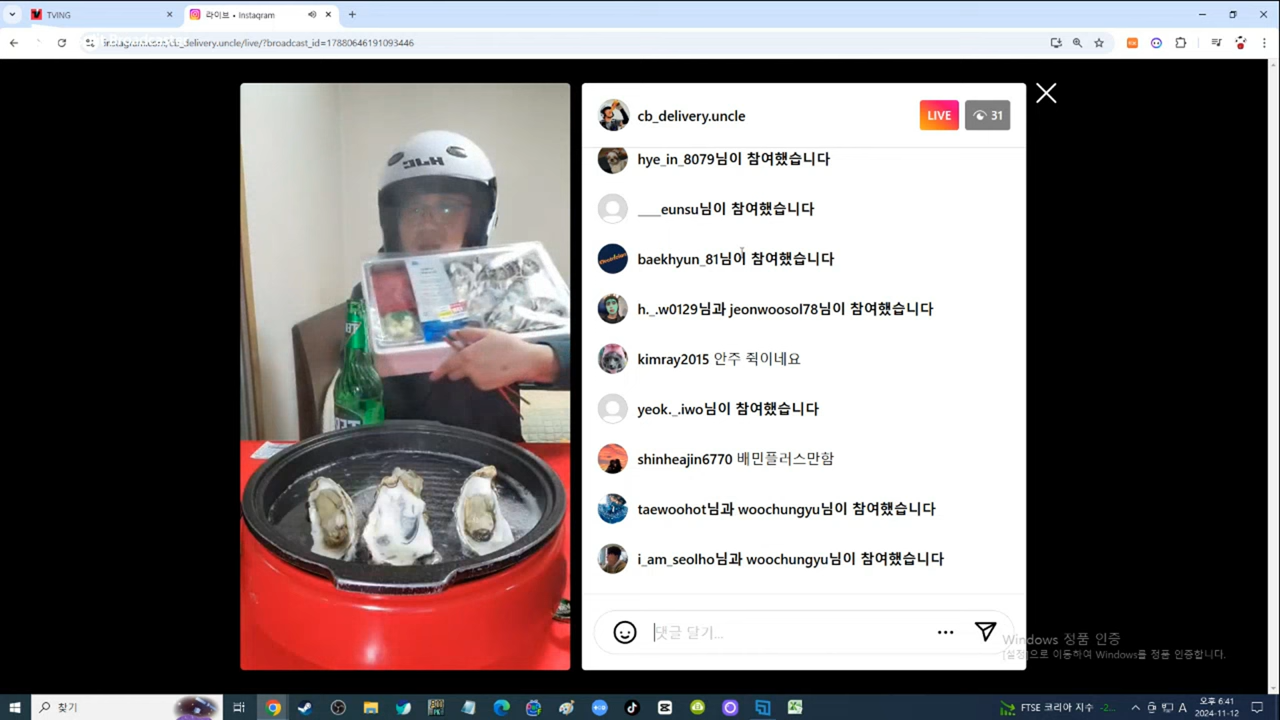 TVING
라이브 • Instagram
delivery.uncle/live/?broadcast_id=17880646191093446
JLH
cb_delivery.uncle
LIVE
31
hye_in_8079님이 참여했습니다
___eunsu님이 참여했습니다
baekhyun_81님이 참여했습니다
h._.w0129님과 jeonwoosol78님이 참여했습니다
kimray2015 안주 쥑이네요
yeok._.iwo님이 참여했습니다
shinheajin6770 배민플러스만함
taewoohot님과 woochungyu님이 참여했습니다
i_am_seolho님과 woochungyu님이 참여했습니다
댓글 달기...
Windows 정품 인증
[설정]으로 이동하여 Windows를 정품 인증합니다.
찾기
FTSE 코리아 지수 -2...
A
오후 6:41
2024-11-12